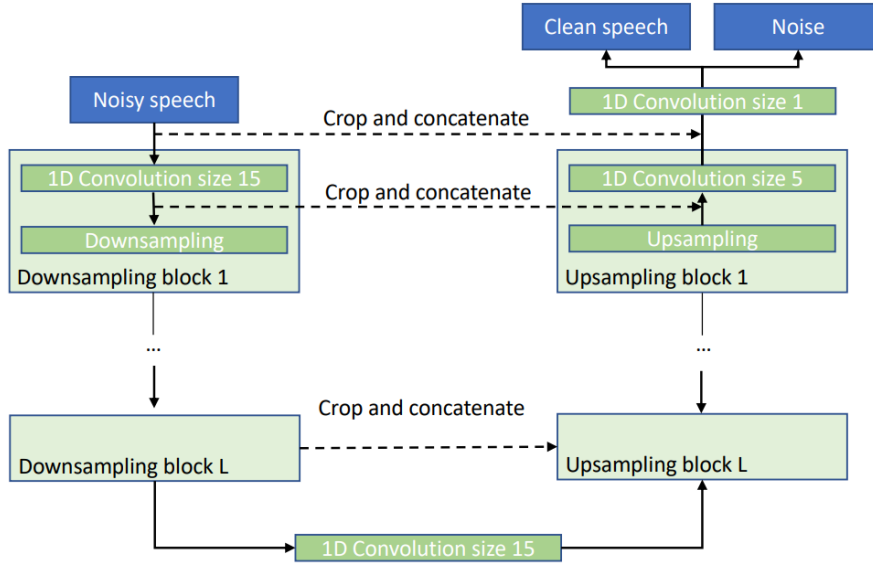 Clean speech
Noise
Noisy speech
1D Convolution size 1
Crop and concatenate
1D Convolution size 15
1D Convolution size 5
Crop and concatenate
Downsampling
Upsampling
Downsampling block 1
Upsampling block 1
...
...
Crop and concatenate
Downsampling block L
Upsampling block L
1D Convolution size 15